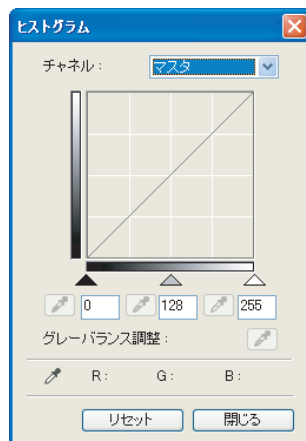 ヒストグラム
チャネル： マスタ
0 128 255
グレーバランス調整：
R: G: B:
リセット 閉じる